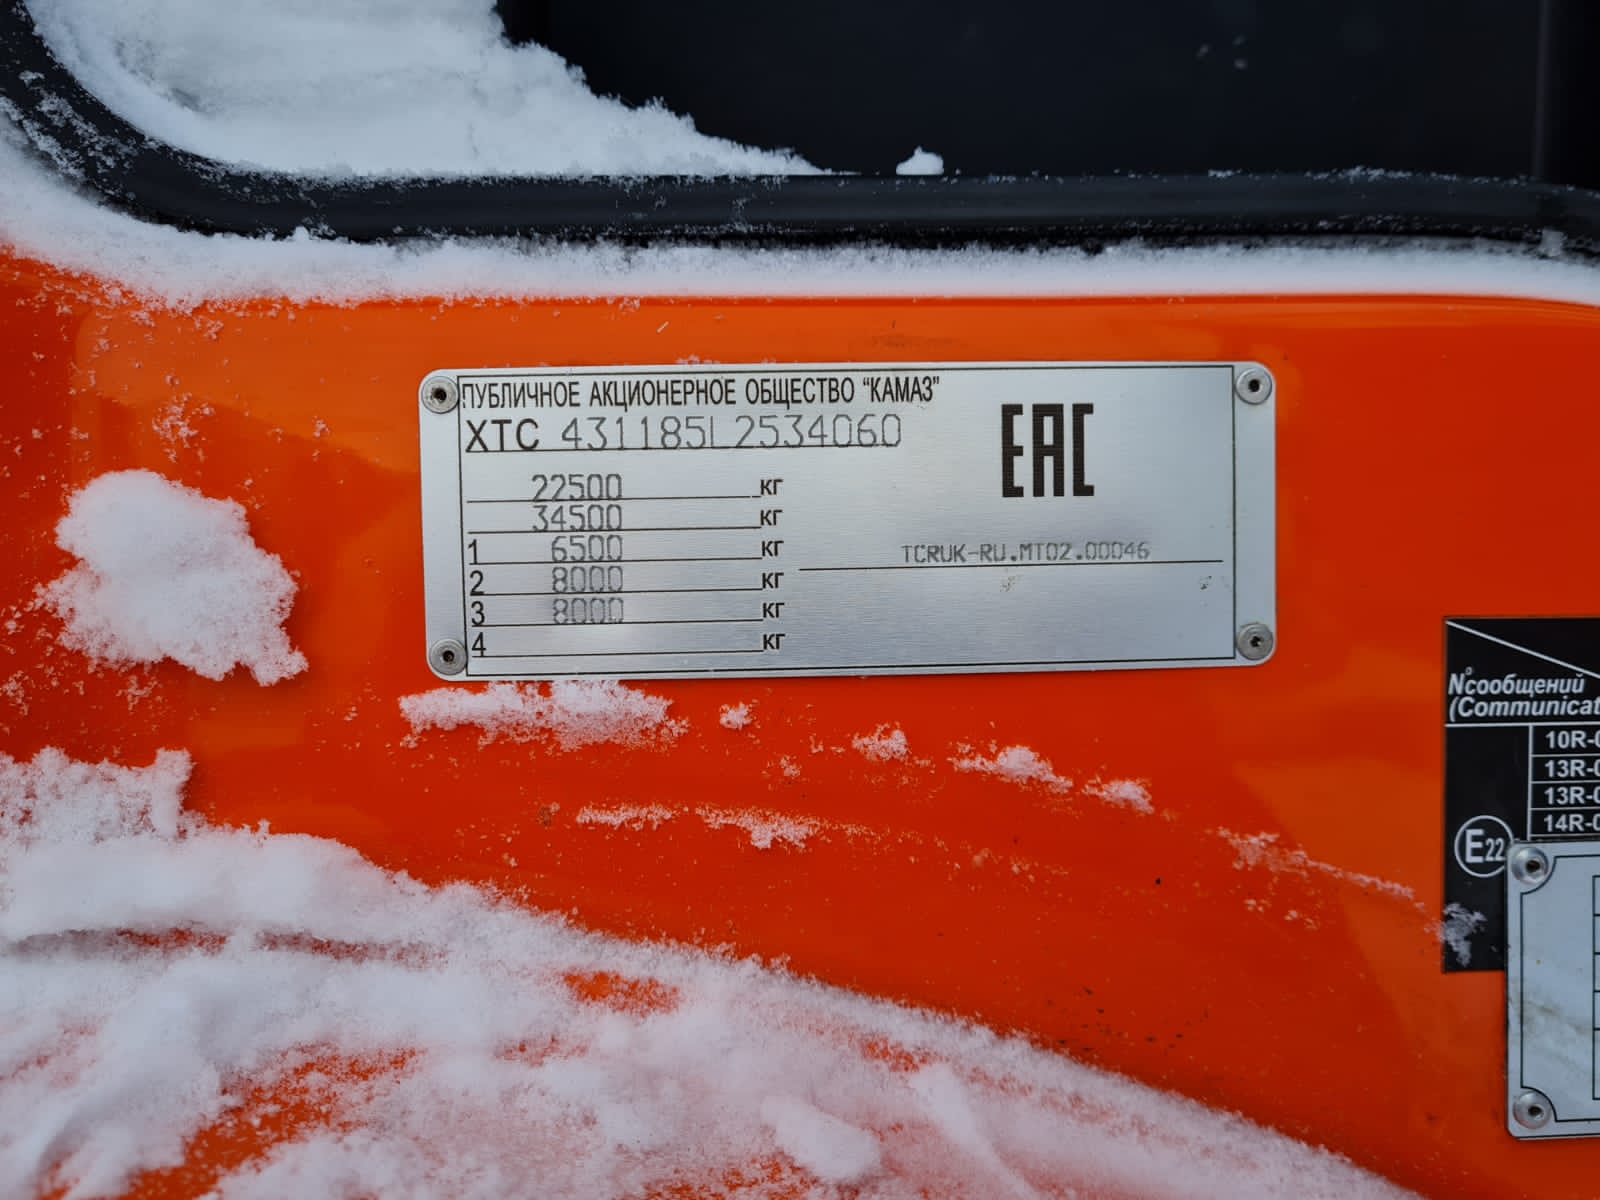 ПУБЛИЧНОЕ АКЦИОНЕРНОЕ ОБЩЕСТВО “КАМАЗ”
XTC 431185L2534060
EAC
22500 кг
34500 кг
1 6500 кг
2 8000 кг
3 8000 кг
4 кг
TCRUK-RU.MT02.00046
N°сообщений
(Communicat
10R-0
13R-0
13R-0
14R-0
E22